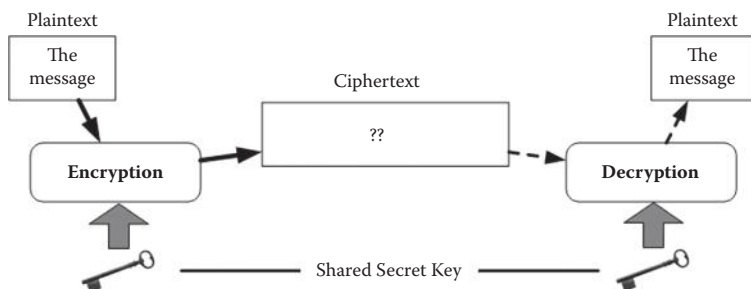 Plaintext
The
message
Encryption
Ciphertext
??
Plaintext
The
message
Decryption
Shared Secret Key